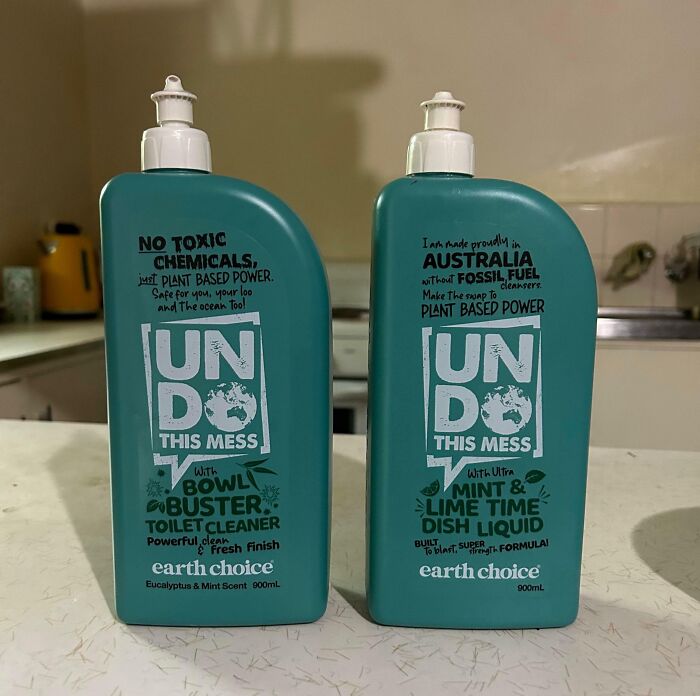 NO TOXIC
CHEMICALS,
just PLANT BASED POWER.
Safe for you, your loo
and the ocean too!
UN
DO
THIS MESS
With
BOWL
BUSTER
TOILET CLEANER
Powerful clean
& fresh finish
earth choice
Eucalyptus & Mint Scent 900mL
I am made proudly in
AUSTRALIA
without FOSSIL FUEL
cleansers.
Make the swap to
PLANT BASED POWER
UN
DO
THIS MESS
With Ultra
MINT &
LIME TIME
DISH LIQUID
BUILT
to blast, SUPER
strength FORMULA!
earth choice
900mL